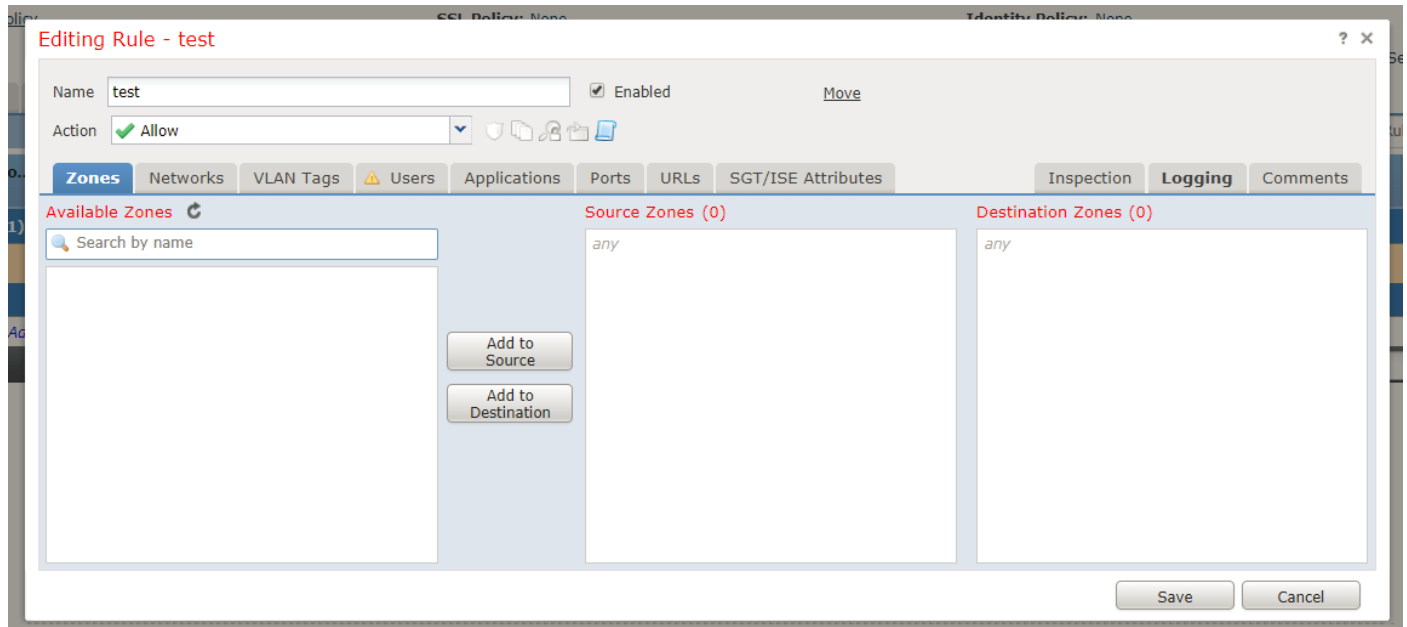 SSL Policy: None Identity Policy: None
Editing Rule - test ? ×
Name test Enabled Move
Action Allow
Zones Networks VLAN Tags Users Applications Ports URLs SGT/ISE Attributes Inspection Logging Comments
Available Zones Source Zones (0) Destination Zones (0)
Search by name any any
Add to
Source
Add to
Destination
Save Cancel